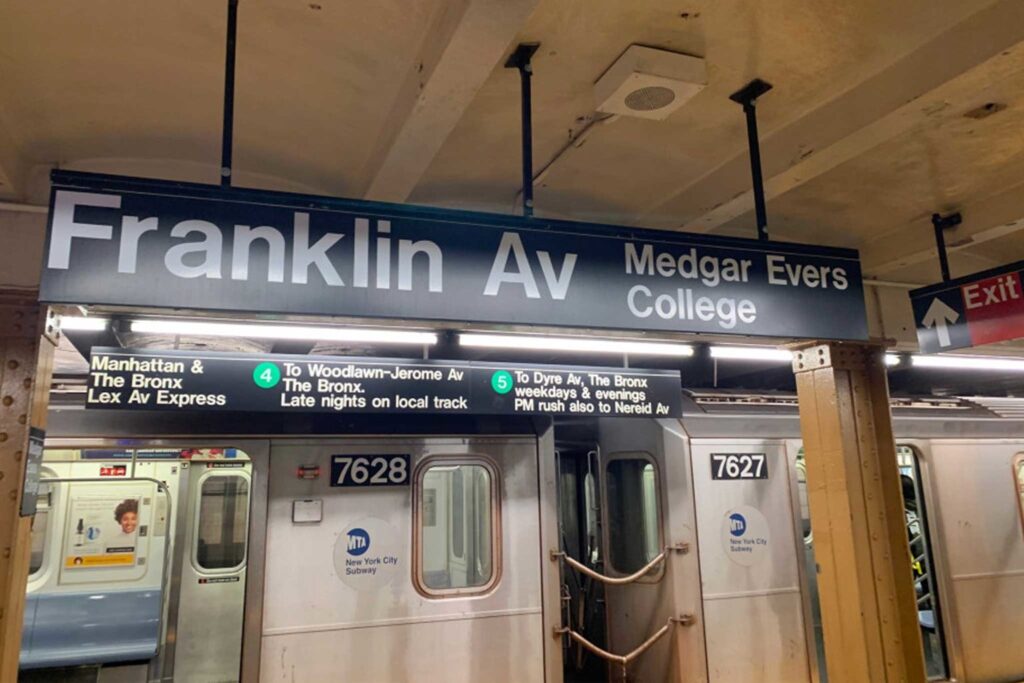 Franklin Av
Medgar Evers
College
Exit
Manhattan &
The Bronx
Lex Av Express
4
To Woodlawn-Jerome Av
The Bronx.
Late nights on local track
5
To Dyre Av, The Bronx
weekdays & evenings
PM rush also to Nereid Av
7628
MTA
New York City
Subway
7627
MTA
New York City
Subway